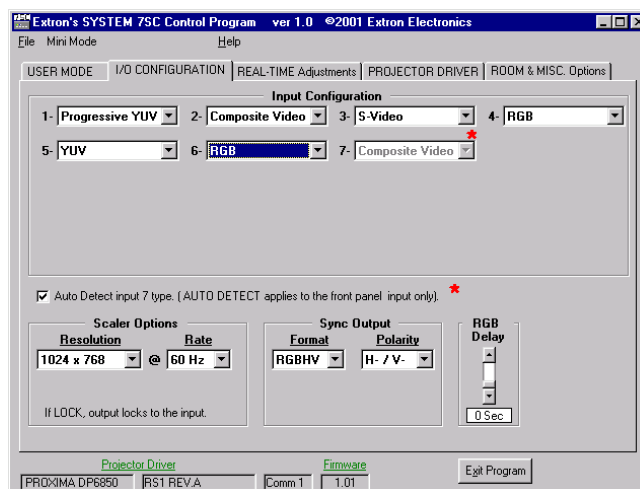 Extron's SYSTEM 7SC Control Program ver 1.0 ©2001 Extron Electronics
File Mini Mode Help
USER MODE I/O CONFIGURATION REAL-TIME Adjustments PROJECTOR DRIVER ROOM & MISC. Options
Input Configuration
1- Progressive YUV 2- Composite Video 3- S-Video 4- RGB
5- YUV 6- RGB 7- Composite Video *
Auto Detect input 7 type. ( AUTO DETECT applies to the front panel input only). *
Scaler Options
Resolution Rate
1024 x 768 @ 60 Hz
If LOCK, output locks to the input.
Sync Output
Format Polarity
RGBHV H- / V-
RGB
Delay
0 Sec
Projector Driver Firmware
PROXIMA DP6850 RS1 REV.A Comm 1 1.01
Exit Program